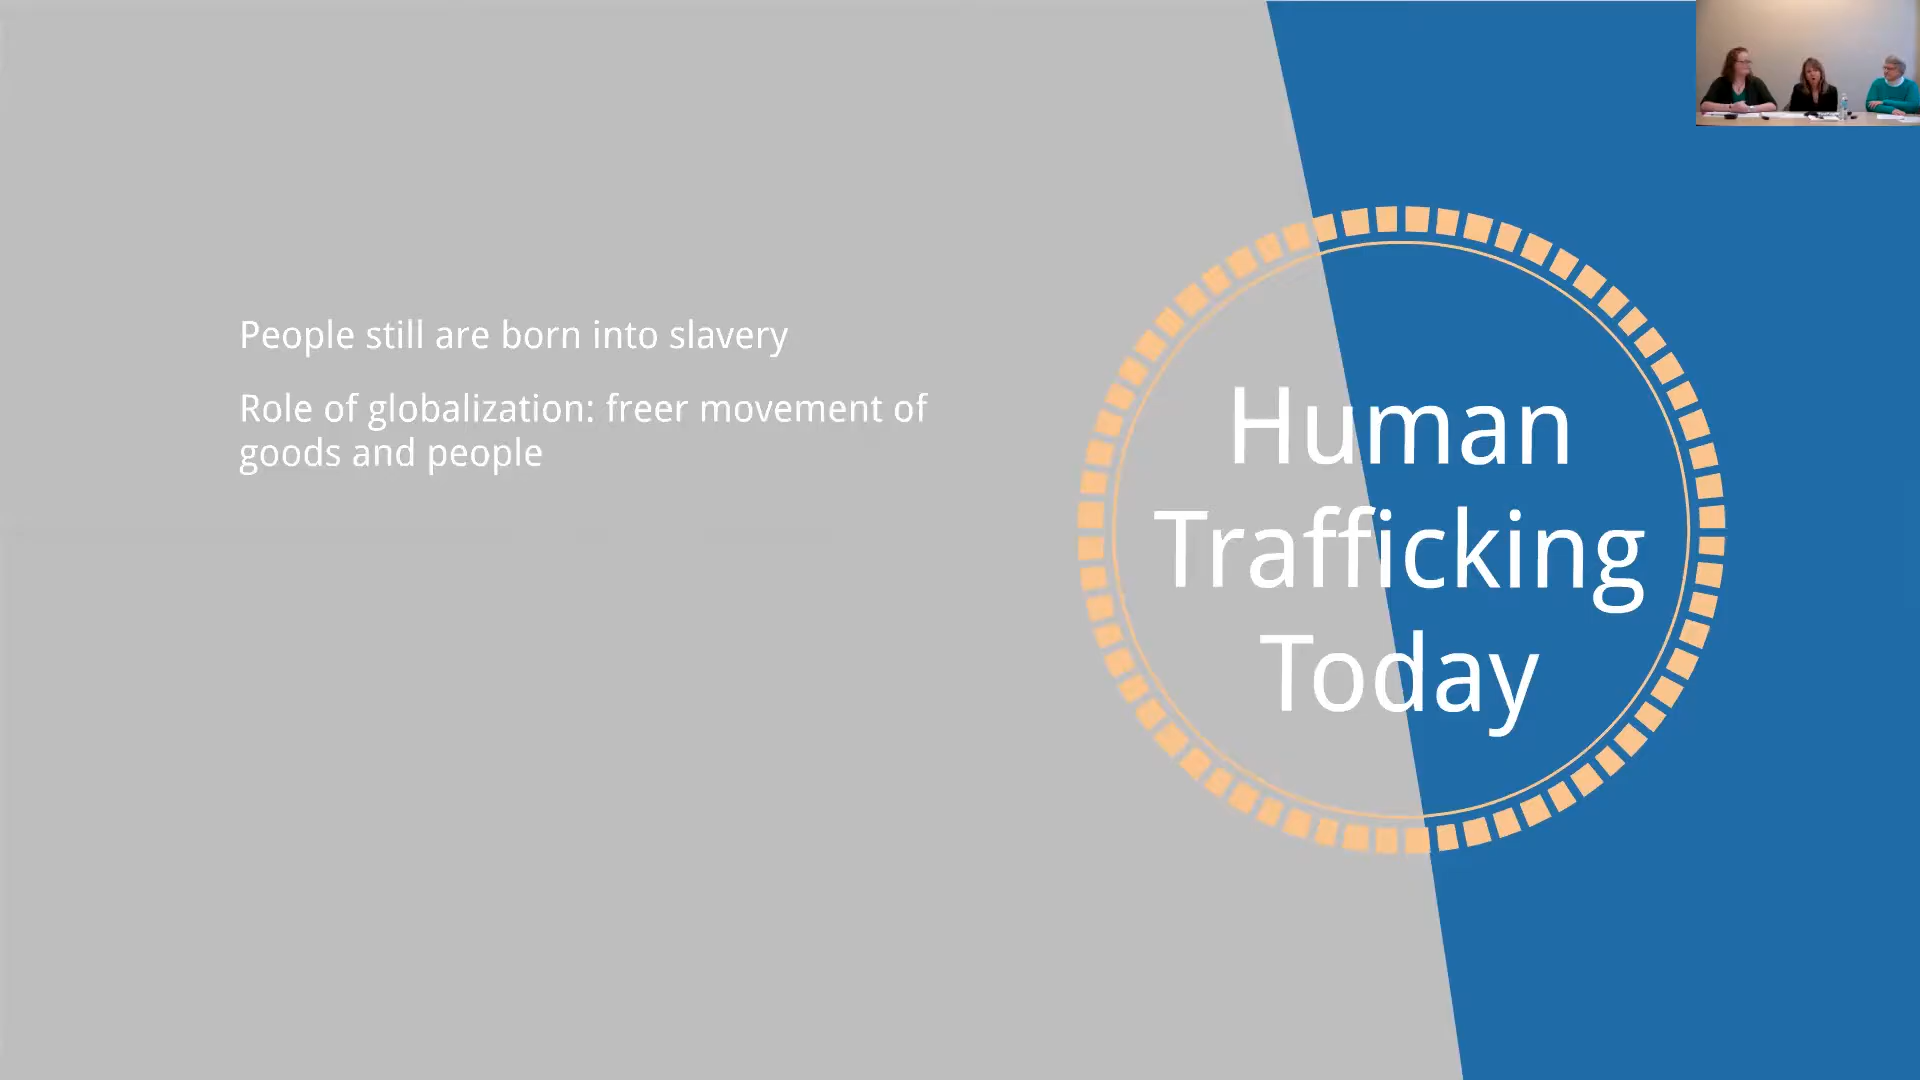 People still are born into slavery
Role of globalization: freer movement of
goods and people
Human
Trafficking
Today